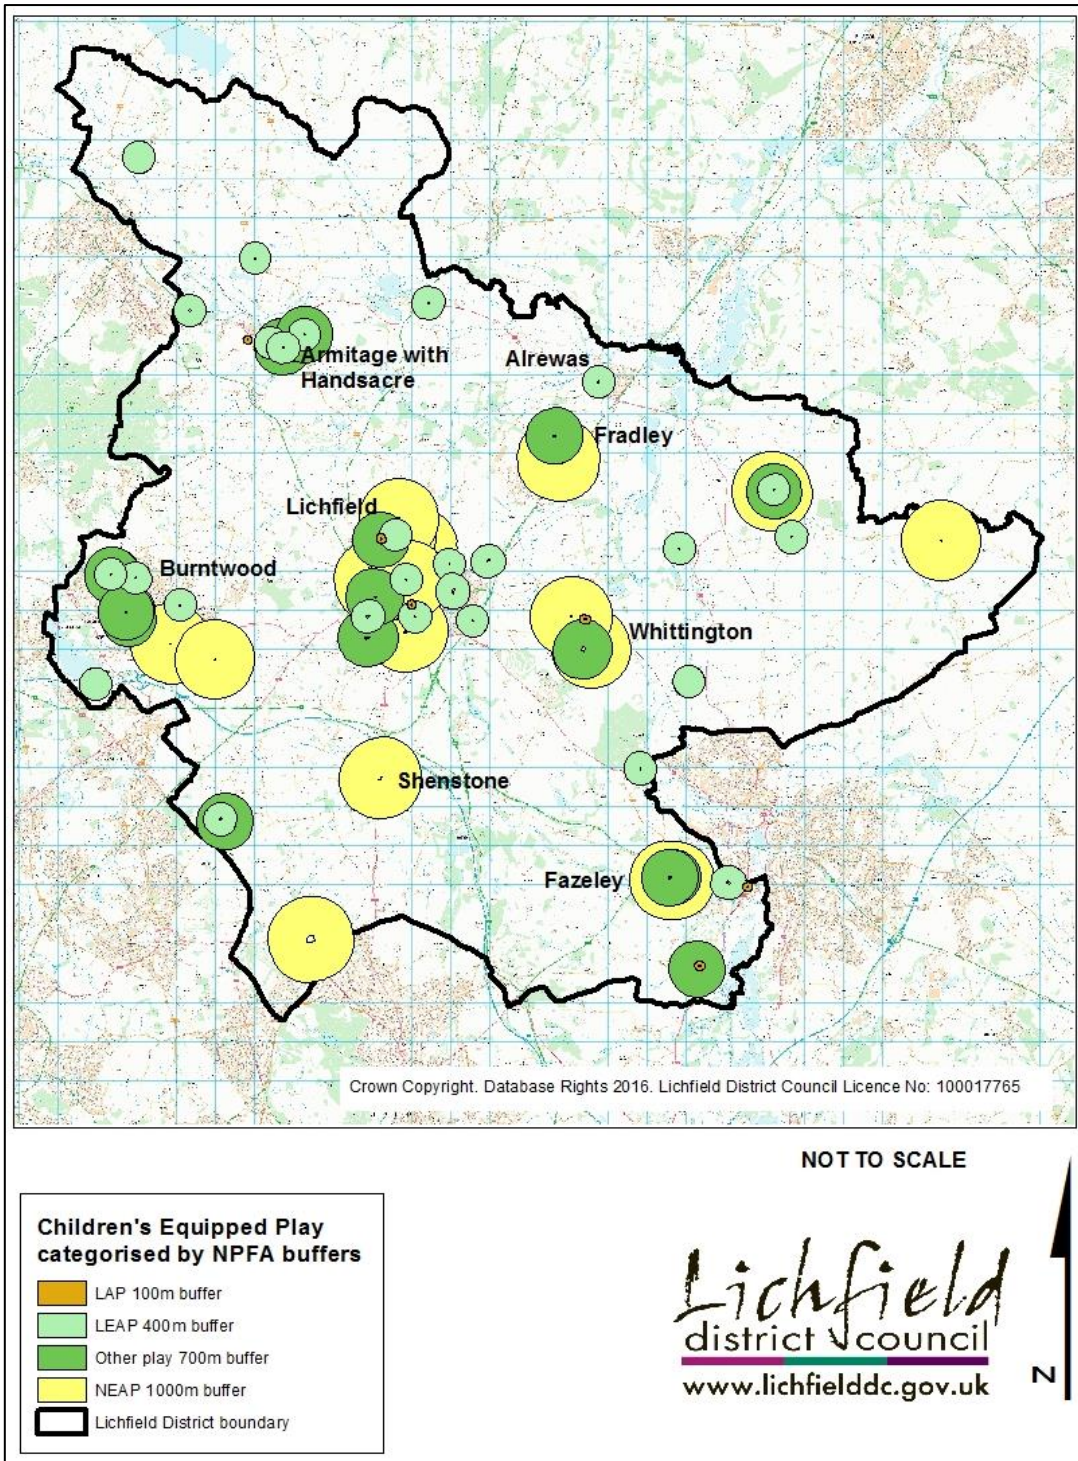 Armitage with
Handsacre
Alrewas
Fradley
Lichfield
Burntwood
Whittington
Shenstone
Fazeley
Crown Copyright. Database Rights 2016. Lichfield District Council Licence No: 100017765
NOT TO SCALE
Children's Equipped Play
categorised by NPFA buffers
LAP 100m buffer
LEAP 400m buffer
Other play 700m buffer
NEAP 1000m buffer
Lichfield District boundary
Lichfield
district council
www.lichfielddc.gov.uk
N